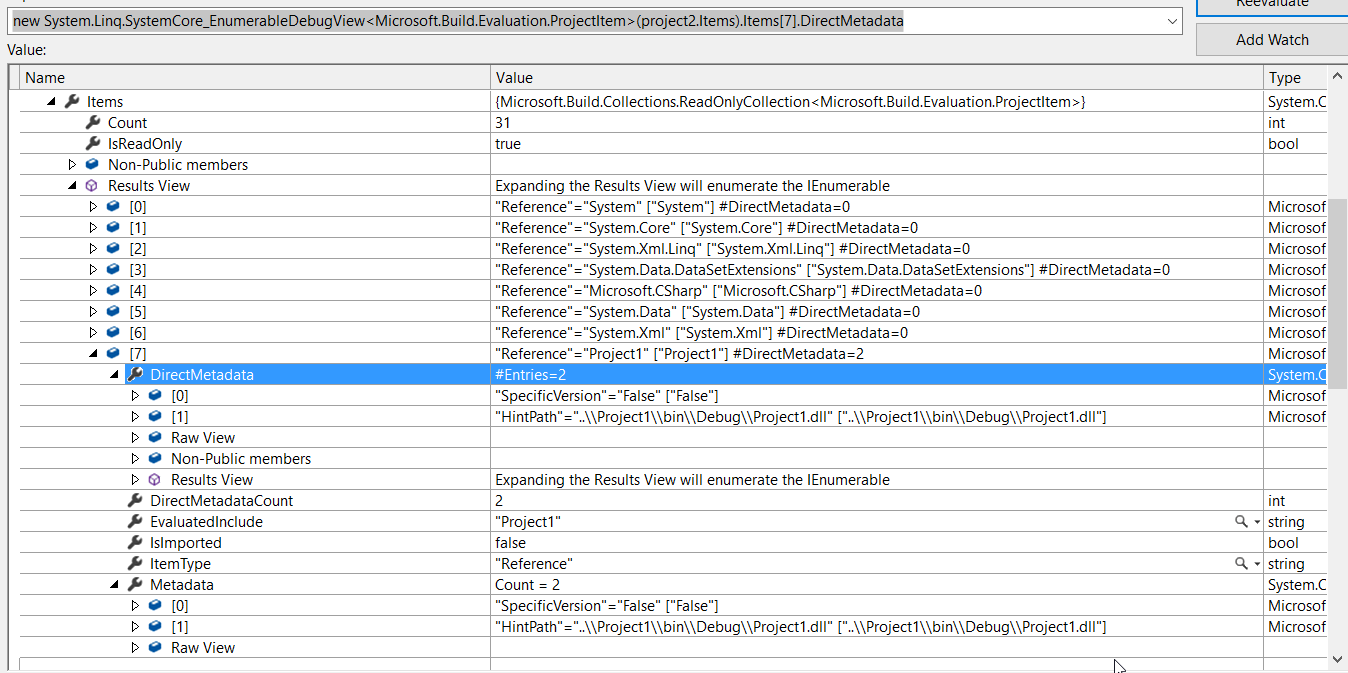 new System.Linq.SystemCore_EnumerableDebugView<Microsoft.Build.Evaluation.ProjectItem>(project2.Items).Items[7].DirectMetadata
Reevaluate
Add Watch
Value:
Name Value Type
Items {Microsoft.Build.Collections.ReadOnlyCollection<Microsoft.Build.Evaluation.ProjectItem>} System.C
Count 31 int
IsReadOnly true bool
Non-Public members
Results View Expanding the Results View will enumerate the IEnumerable
[0] "Reference"="System" ["System"] #DirectMetadata=0 Microsof
[1] "Reference"="System.Core" ["System.Core"] #DirectMetadata=0 Microsof
[2] "Reference"="System.Xml.Linq" ["System.Xml.Linq"] #DirectMetadata=0 Microsof
[3] "Reference"="System.Data.DataSetExtensions" ["System.Data.DataSetExtensions"] #DirectMetadata=0 Microsof
[4] "Reference"="Microsoft.CSharp" ["Microsoft.CSharp"] #DirectMetadata=0 Microsof
[5] "Reference"="System.Data" ["System.Data"] #DirectMetadata=0 Microsof
[6] "Reference"="System.Xml" ["System.Xml"] #DirectMetadata=0 Microsof
[7] "Reference"="Project1" ["Project1"] #DirectMetadata=2 Microsof
DirectMetadata #Entries=2 System.C
[0] "SpecificVersion"="False" ["False"] Microsof
[1] "HintPath"="..\\Project1\\bin\\Debug\\Project1.dll" ["..\\Project1\\bin\\Debug\\Project1.dll"] Microsof
Raw View
Non-Public members
Results View Expanding the Results View will enumerate the IEnumerable
DirectMetadataCount 2 int
EvaluatedInclude "Project1" string
IsImported false bool
ItemType "Reference" string
Metadata Count = 2 System.C
[0] "SpecificVersion"="False" ["False"] Microsof
[1] "HintPath"="..\\Project1\\bin\\Debug\\Project1.dll" ["..\\Project1\\bin\\Debug\\Project1.dll"] Microsof
Raw View